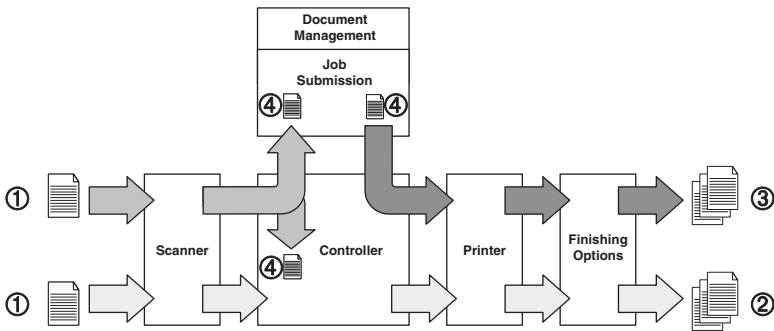 Document
Management
Job
Submission
④ ④
① ③
Scanner Controller Printer Finishing
Options
④
① ②